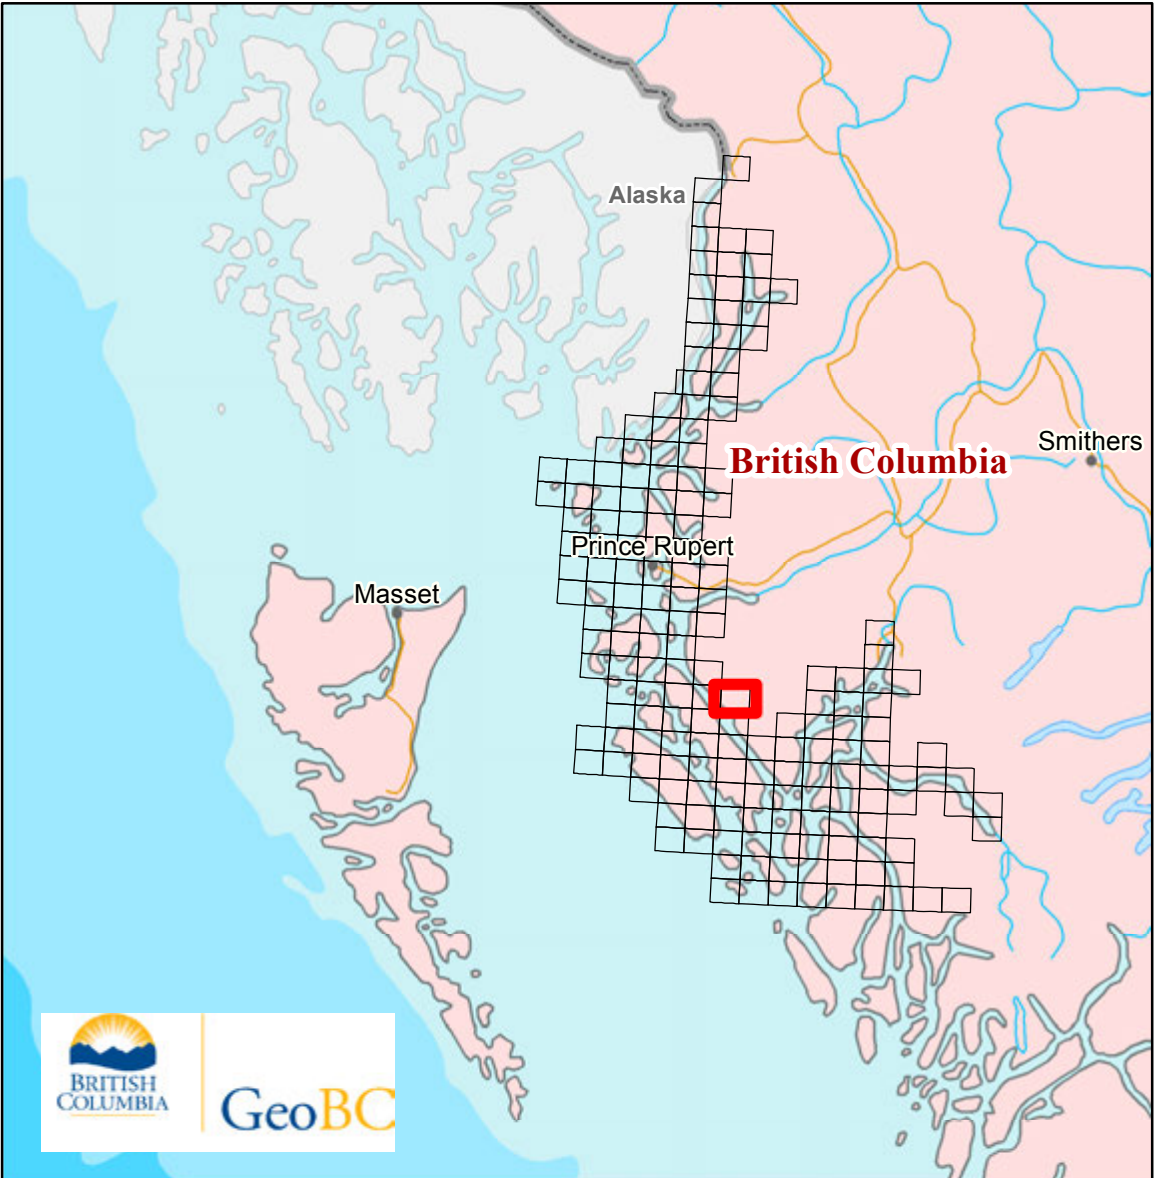 Alaska
British Columbia
Smithers
Prince Rupert
Masset
BRITISH
COLUMBIA
GeoBC